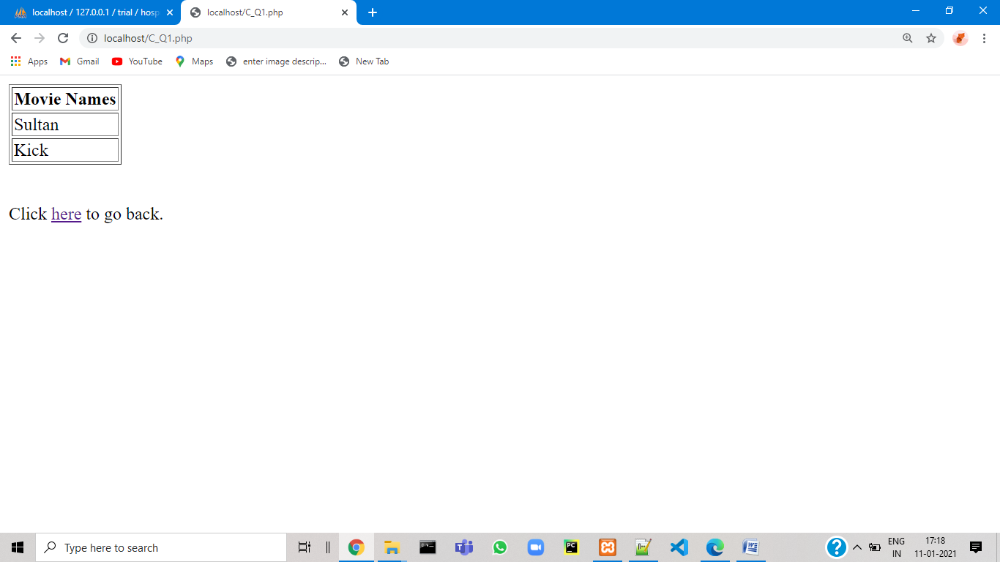 localhost / 127.0.0.1 / trial / hosp
localhost/C_Q1.php
localhost/C_Q1.php
Apps
Gmail
YouTube
Maps
enter image descrip...
New Tab
Movie Names
Sultan
Kick
Click here to go back.
Type here to search
ENG
IN
17:18
11-01-2021